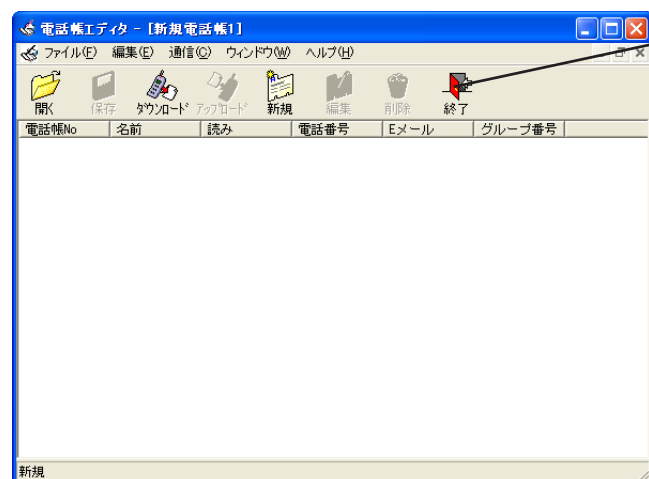 電話帳エディタ - [新規電話帳1]
ファイル(F) 編集(E) 通信(C) ウィンドウ(W) ヘルプ(H)
開く 保存 ダウンロード アップロード 新規 編集 削除 終了
電話帳No 名前 読み 電話番号 Eメール グループ番号
新規